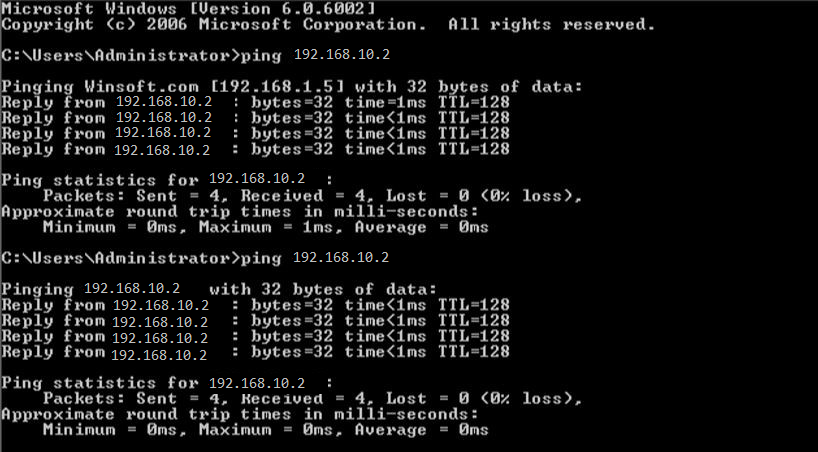 Microsoft Windows [Version 6.0.6002]
Copyright (c) 2006 Microsoft Corporation.  All rights reserved.
C:\Users\Administrator>ping 192.168.10.2
Pinging Winsoft.com [192.168.1.5] with 32 bytes of data:
Reply from 192.168.10.2 : bytes=32 time=1ms TTL=128
Reply from 192.168.10.2 : bytes=32 time<1ms TTL=128
Reply from 192.168.10.2 : bytes=32 time<1ms TTL=128
Reply from 192.168.10.2 : bytes=32 time<1ms TTL=128
Ping statistics for 192.168.10.2 :
Packets: Sent = 4, Received = 4, Lost = 0 (0% loss),
Approximate round trip times in milli-seconds:
Minimum = 0ms, Maximum = 1ms, Average = 0ms
C:\Users\Administrator>ping 192.168.10.2
Pinging 192.168.10.2 with 32 bytes of data:
Reply from 192.168.10.2 : bytes=32 time<1ms TTL=128
Reply from 192.168.10.2 : bytes=32 time<1ms TTL=128
Reply from 192.168.10.2 : bytes=32 time<1ms TTL=128
Reply from 192.168.10.2 : bytes=32 time<1ms TTL=128
Ping statistics for 192.168.10.2 :
Packets: Sent = 4, Received = 4, Lost = 0 (0% loss),
Approximate round trip times in milli-seconds:
Minimum = 0ms, Maximum = 0ms, Average = 0ms